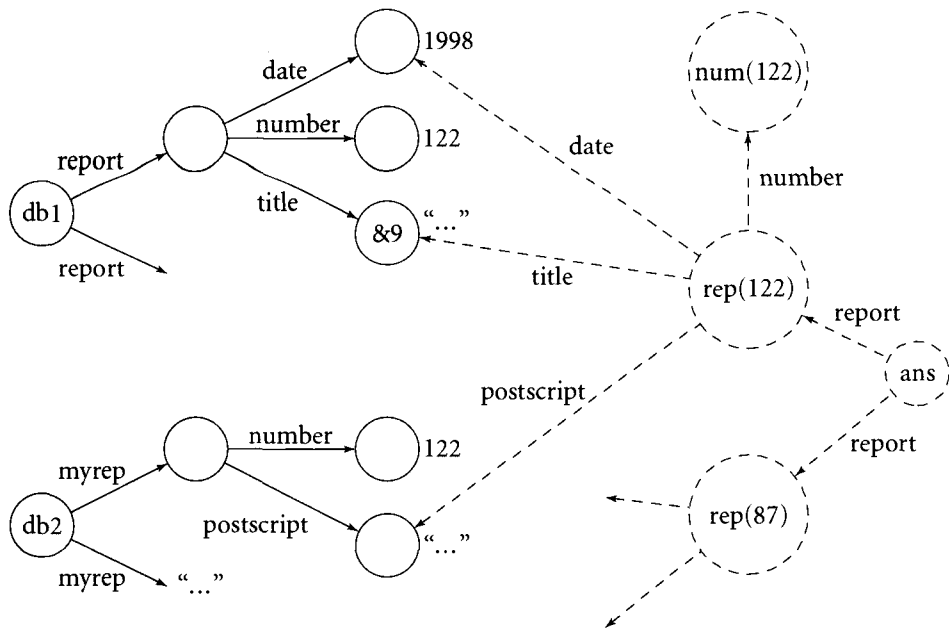 1998
date
num(122)
number
122
date
report
number
db1
title
&9
“...”
report
title
rep(122)
report
postscript
ans
number
122
report
myrep
postscript
rep(87)
db2
“...”
myrep
“...”